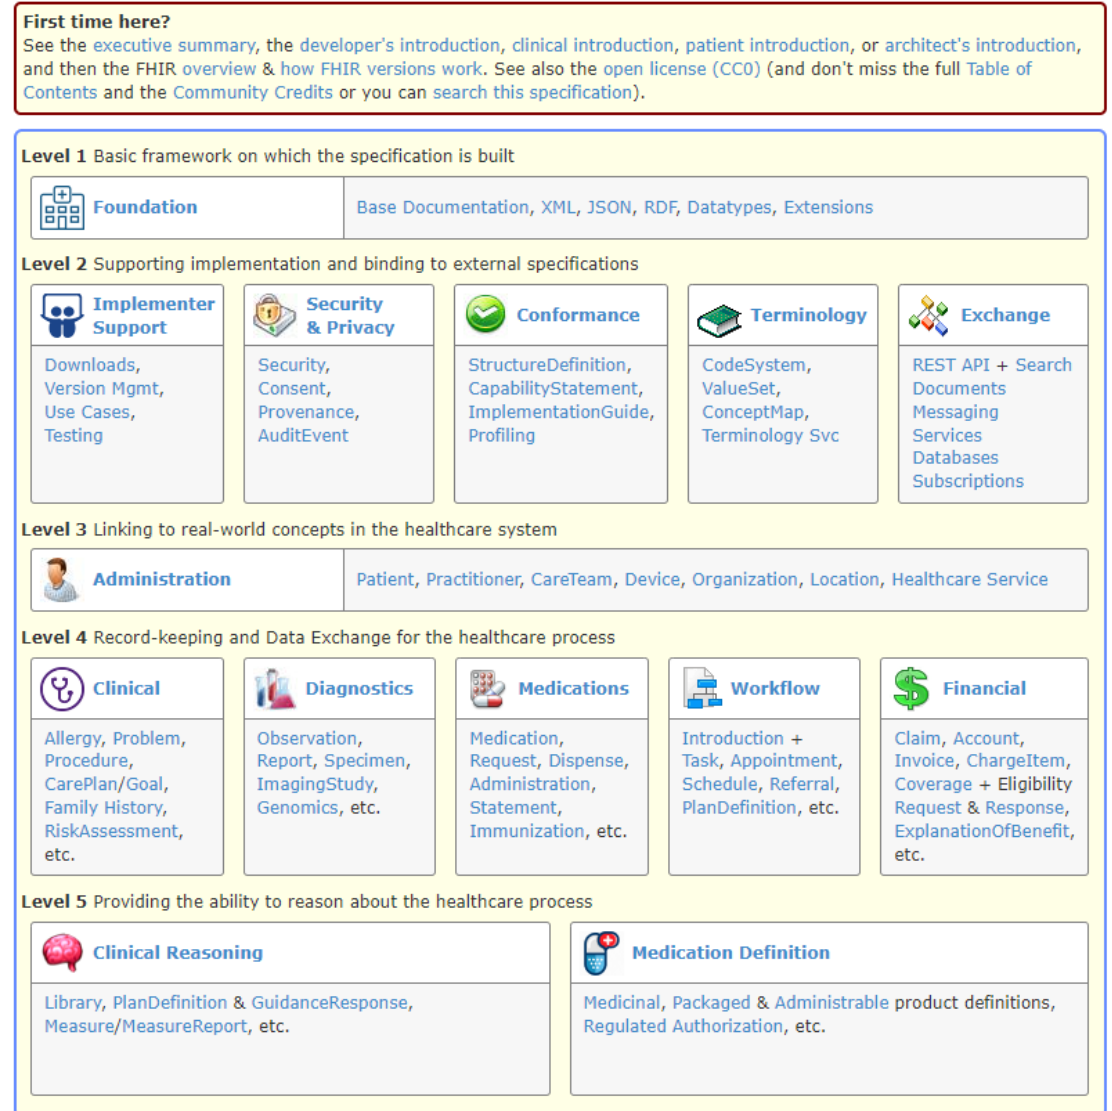 First time here?
See the executive summary, the developer's introduction, clinical introduction, patient introduction, or architect's introduction,
and then the FHIR overview & how FHIR versions work. See also the open license (CC0) (and don't miss the full Table of
Contents and the Community Credits or you can search this specification).
Level 1 Basic framework on which the specification is built
Foundation
Base Documentation, XML, JSON, RDF, Datatypes, Extensions
Level 2 Supporting implementation and binding to external specifications
Implementer
Support
Downloads,
Version Mgmt,
Use Cases,
Testing
Security
& Privacy
Security,
Consent,
Provenance,
AuditEvent
Conformance
StructureDefinition,
CapabilityStatement,
ImplementationGuide,
Profiling
Terminology
CodeSystem,
ValueSet,
ConceptMap,
Terminology Svc
Exchange
REST API + Search
Documents
Messaging
Services
Databases
Subscriptions
Level 3 Linking to real-world concepts in the healthcare system
Administration
Patient, Practitioner, CareTeam, Device, Organization, Location, Healthcare Service
Level 4 Record-keeping and Data Exchange for the healthcare process
Clinical
Allergy, Problem,
Procedure,
CarePlan/Goal,
Family History,
RiskAssessment,
etc.
Diagnostics
Observation,
Report, Specimen,
ImagingStudy,
Genomics, etc.
Medications
Medication,
Request, Dispense,
Administration,
Statement,
Immunization, etc.
Workflow
Introduction +
Task, Appointment,
Schedule, Referral,
PlanDefinition, etc.
Financial
Claim, Account,
Invoice, ChargeItem,
Coverage + Eligibility
Request & Response,
ExplanationOfBenefit,
etc.
Level 5 Providing the ability to reason about the healthcare process
Clinical Reasoning
Library, PlanDefinition & GuidanceResponse,
Measure/MeasureReport, etc.
Medication Definition
Medicinal, Packaged & Administrable product definitions,
Regulated Authorization, etc.